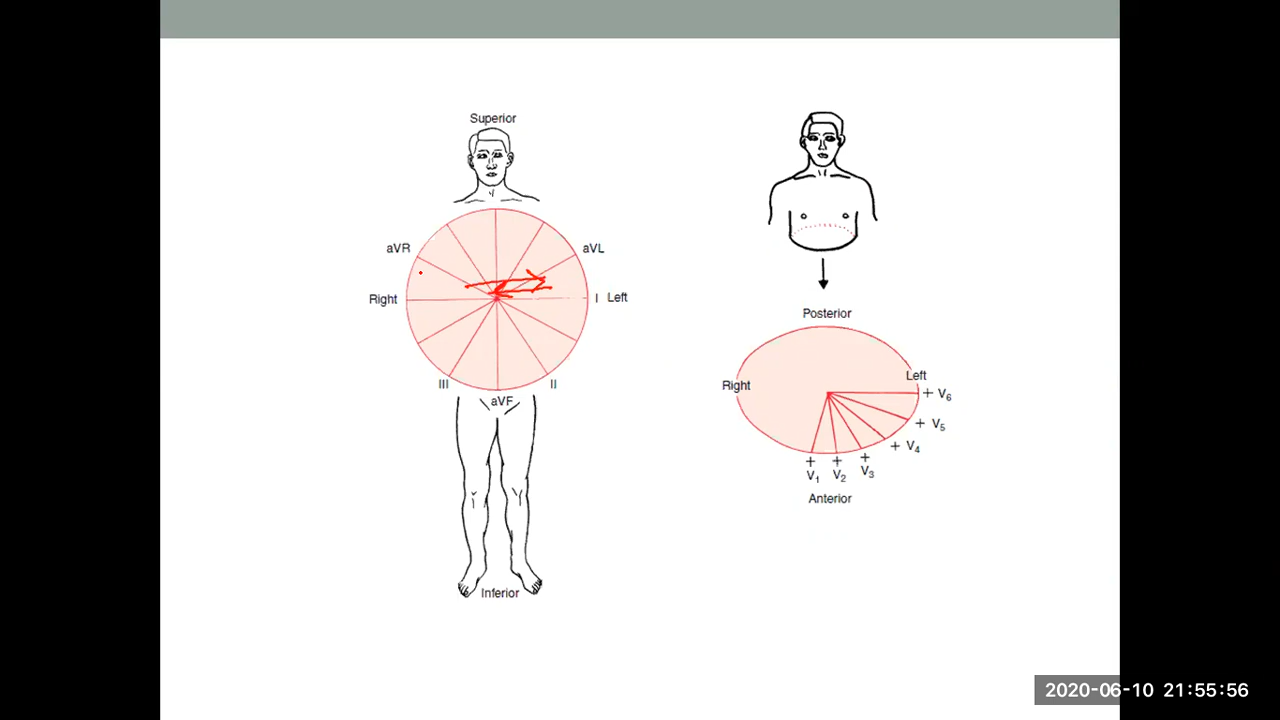 Superior
aVR
aVL
Right
I Left
III
II
aVF
Inferior
Posterior
Right
Left
+ V6
+ V5
+ V4
+ + +
V1 V2 V3
Anterior
2020-06-10 21:55:56